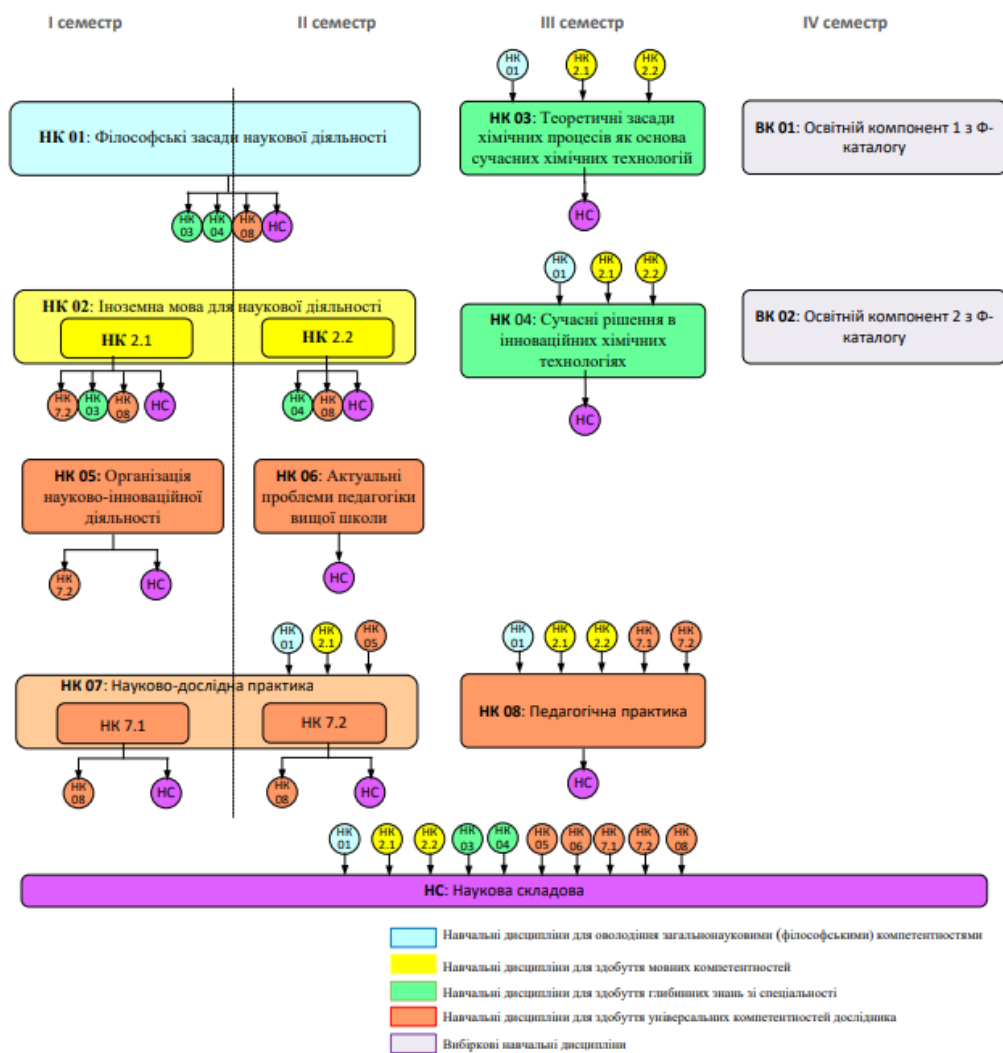 І семестр
ІІ семестр
ІІІ семестр
IV семестр
НК 01
НК 2.1
НК 2.2
НК 01: Філософські засади наукової діяльності
НК 03: Теоретичні засади
хімічних процесів як основа
сучасних хімічних технологій
ВК 01: Освітній компонент 1 з Ф-
каталогу
НК 03
НК 04
НК 08
НС
НС
НК 01
НК 2.1
НК 2.2
НК 02: Іноземна мова для наукової діяльності
НК 2.1
НК 2.2
НК 04: Сучасні рішення в
інноваційних хімічних
технологіях
ВК 02: Освітній компонент 2 з Ф-
каталогу
НК 7.2
НК 03
НК 08
НС
НК 04
НК 08
НС
НС
НК 05: Організація
науково-інноваційної
діяльності
НК 06: Актуальні
проблеми педагогіки
вищої школи
НК 7.2
НС
НС
НК 01
НК 2.1
НК 05
НК 01
НК 2.1
НК 2.2
НК 7.1
НК 7.2
НК 07: Науково-дослідна практика
НК 7.1
НК 7.2
НК 08: Педагогічна практика
НК 08
НС
НК 08
НС
НС
НК 01
НК 2.1
НК 2.2
НК 03
НК 04
НК 05
НК 06
НК 7.1
НК 7.2
НК 08
НС: Наукова складова
Навчальні дисципліни для оволодіння загальнонауковими (філософськими) компетентностями
Навчальні дисципліни для здобуття мовних компетентностей
Навчальні дисципліни для здобуття глибинних знань зі спеціальності
Навчальні дисципліни для здобуття універсальних компетентностей дослідника
Вибіркові навчальні дисципліни